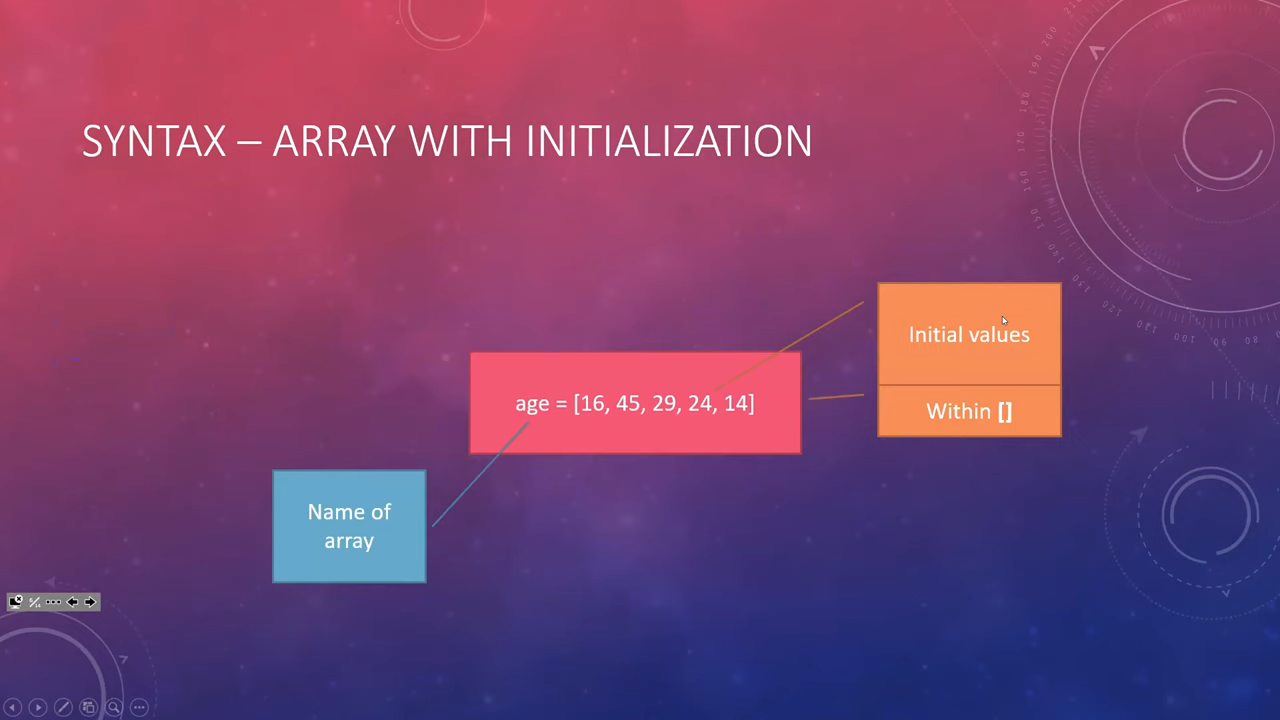 SYNTAX – ARRAY WITH INITIALIZATION
Initial values
age = [16, 45, 29, 24, 14]
Within []
Name of
array